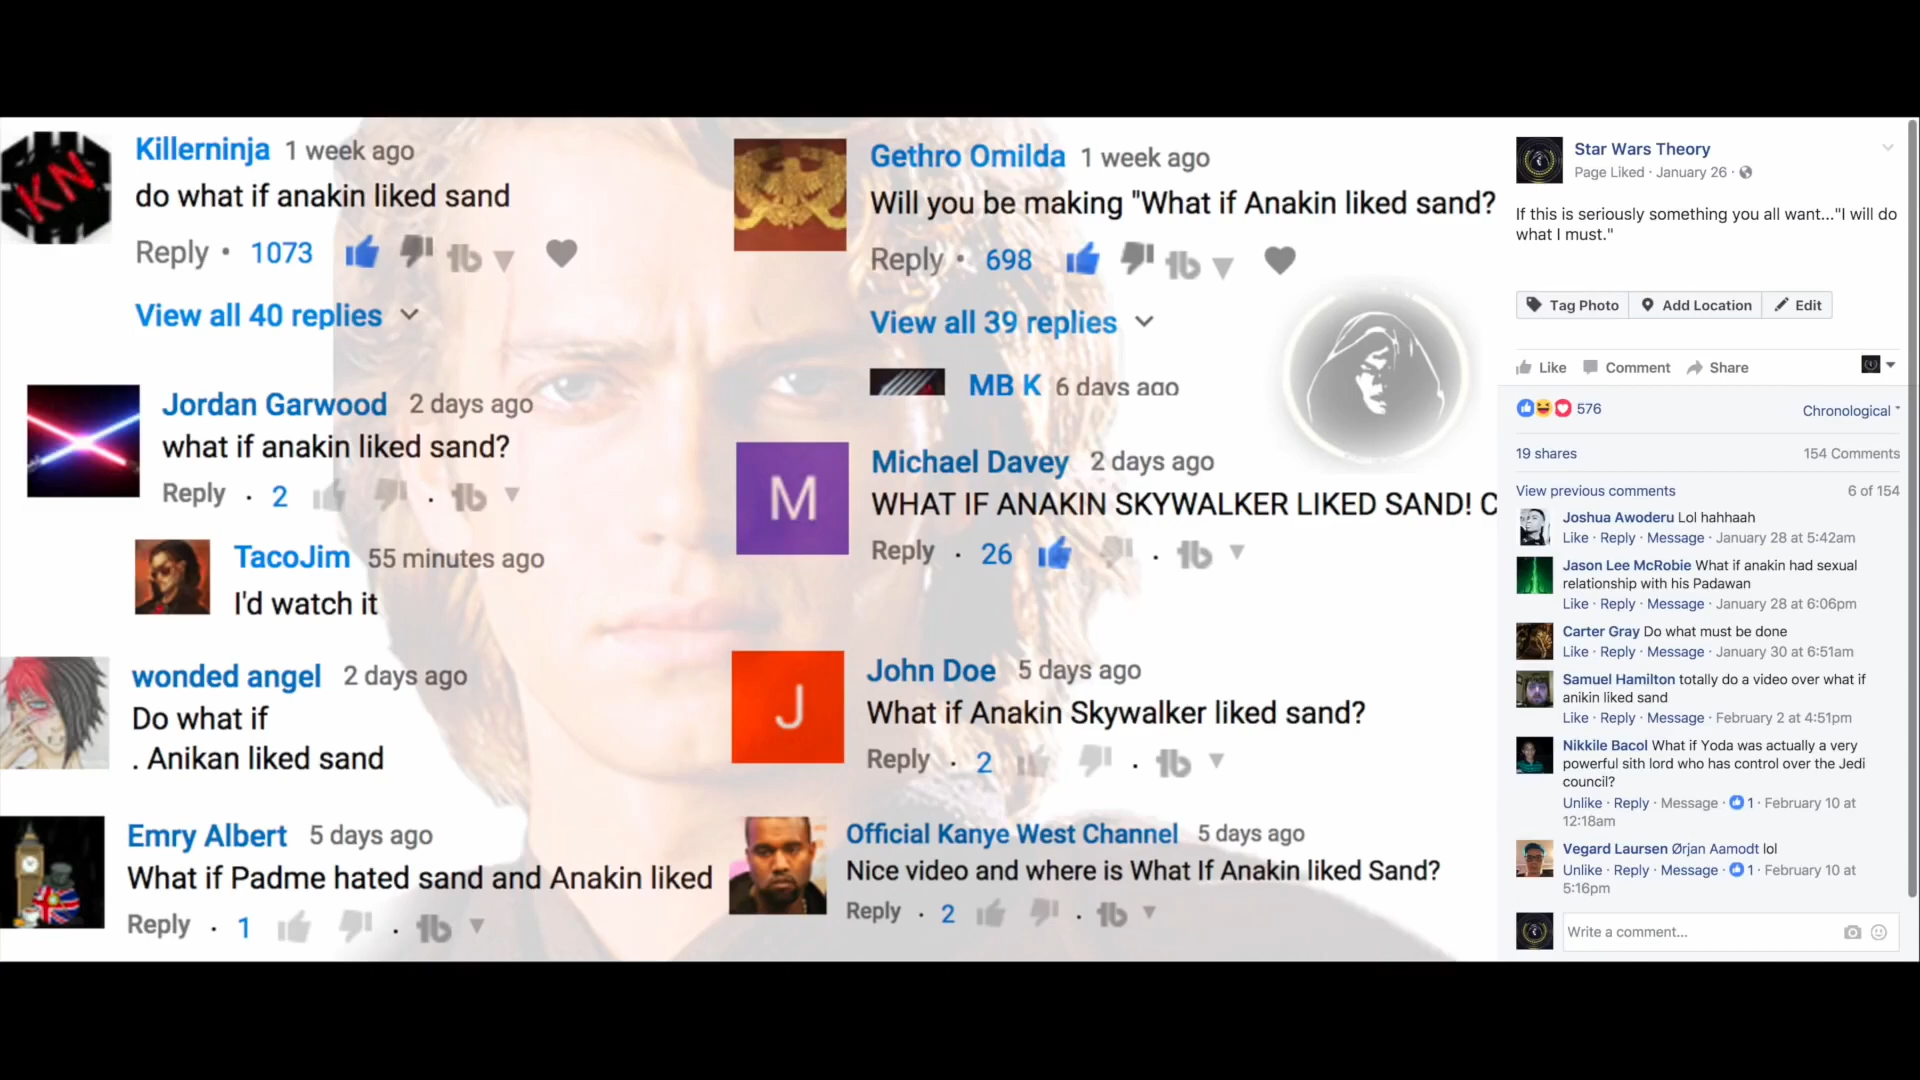 KN
Killerninja 1 week ago
do what if anakin liked sand
Reply • 1073
View all 40 replies
Jordan Garwood 2 days ago
what if anakin liked sand?
Reply · 2
TacoJim 55 minutes ago
I'd watch it
wonded angel 2 days ago
Do what if
. Anikan liked sand
Emry Albert 5 days ago
What if Padme hated sand and Anakin liked
Reply · 1
Gethro Omilda 1 week ago
Will you be making "What if Anakin liked sand?
Reply • 698
View all 39 replies
MB K 6 days ago
M
Michael Davey 2 days ago
WHAT IF ANAKIN SKYWALKER LIKED SAND! C
Reply · 26
J
John Doe 5 days ago
What if Anakin Skywalker liked sand?
Reply · 2
Official Kanye West Channel 5 days ago
Nice video and where is What If Anakin liked Sand?
Reply · 2
Star Wars Theory
Page Liked · January 26 ·
If this is seriously something you all want..."I will do
what I must."
Tag Photo Add Location Edit
Like Comment Share
576 Chronological
19 shares 154 Comments
View previous comments 6 of 154
Joshua Awoderu Lol hahhaah
Like · Reply · Message · January 28 at 5:42am
Jason Lee McRobie What if anakin had sexual
relationship with his Padawan
Like · Reply · Message · January 28 at 6:06pm
Carter Gray Do what must be done
Like · Reply · Message · January 30 at 6:51am
Samuel Hamilton totally do a video over what if
anikin liked sand
Like · Reply · Message · February 2 at 4:51pm
Nikkile Bacol What if Yoda was actually a very
powerful sith lord who has control over the Jedi
council?
Unlike · Reply · Message · 1 · February 10 at
12:18am
Vegard Laursen Ørjan Aamodt lol
Unlike · Reply · Message · 1 · February 10 at
5:16pm
Write a comment...